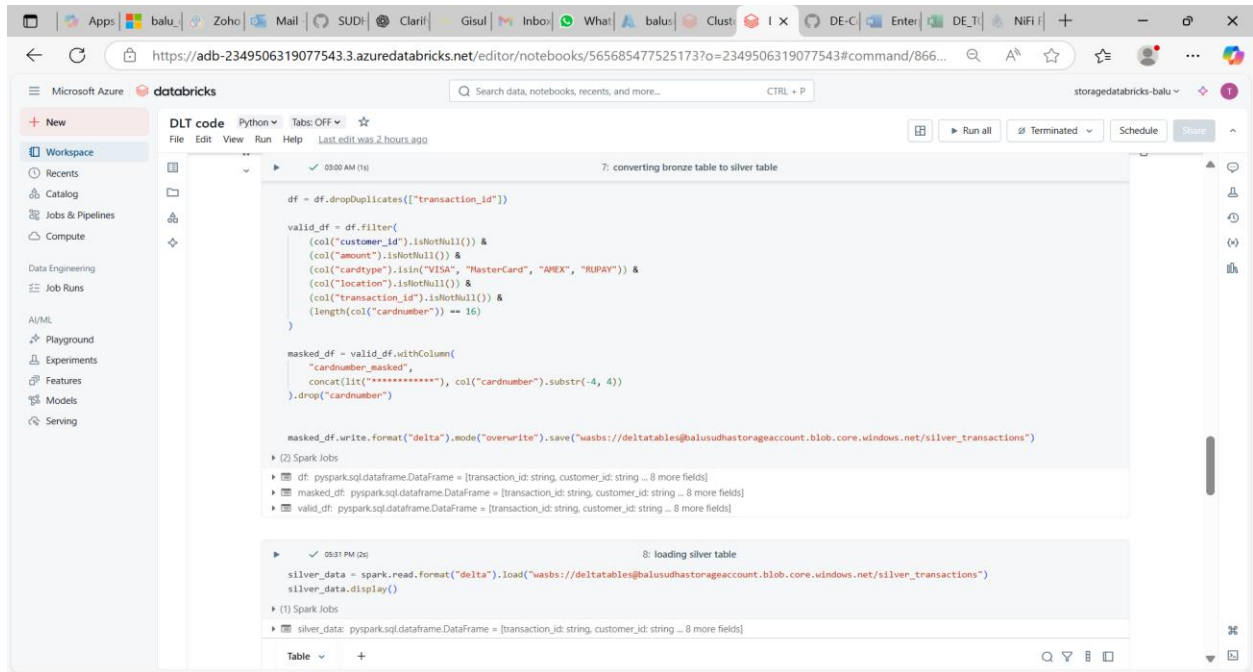 Apps
balu_
Zoho
Mail -
SUDH
Clarif
Gisul
Inbox
What
balus
Clust
DE-C
Enter
DE_T
NiFi F
https://adb-2349506319077543.3.azuredatabricks.net/editor/notebooks/565685477525173?o=2349506319077543#command/866...
Microsoft Azure databricks
Search data, notebooks, recents, and more...
CTRL + P
storagedatabricks-balu
T
New
DLT code Python Tabs: OFF
File Edit View Run Help Last edit was 2 hours ago
Run all
Terminated
Schedule
Share
Workspace
Recents
Catalog
Jobs & Pipelines
Compute
Data Engineering
Job Runs
AI/ML
Playground
Experiments
Features
Models
Serving
03:00 AM (1s)
7: converting bronze table to silver table
df = df.dropDuplicates(["transaction_id"])
valid_df = df.filter(
(col("customer_id").isNotNull()) &
(col("amount").isNotNull()) &
(col("cardtype").isin("VISA", "MasterCard", "AMEX", "RUPAY")) &
(col("location").isNotNull()) &
(col("transaction_id").isNotNull()) &
(length(col("cardnumber")) == 16)
)
masked_df = valid_df.withColumn(
"cardnumber_masked",
concat(lit("************"), col("cardnumber").substr(-4, 4))
).drop("cardnumber")
masked_df.write.format("delta").mode("overwrite").save("wasbs://deltatables@balusudhastorageaccount.blob.core.windows.net/silver_transactions")
(2) Spark Jobs
df: pyspark.sql.dataframe.DataFrame = [transaction_id: string, customer_id: string ... 8 more fields]
masked_df: pyspark.sql.dataframe.DataFrame = [transaction_id: string, customer_id: string ... 8 more fields]
valid_df: pyspark.sql.dataframe.DataFrame = [transaction_id: string, customer_id: string ... 8 more fields]
05:31 PM (2s)
8: loading silver table
silver_data = spark.read.format("delta").load("wasbs://deltatables@balusudhastorageaccount.blob.core.windows.net/silver_transactions")
silver_data.display()
(1) Spark Jobs
silver_data: pyspark.sql.dataframe.DataFrame = [transaction_id: string, customer_id: string ... 8 more fields]
Table +